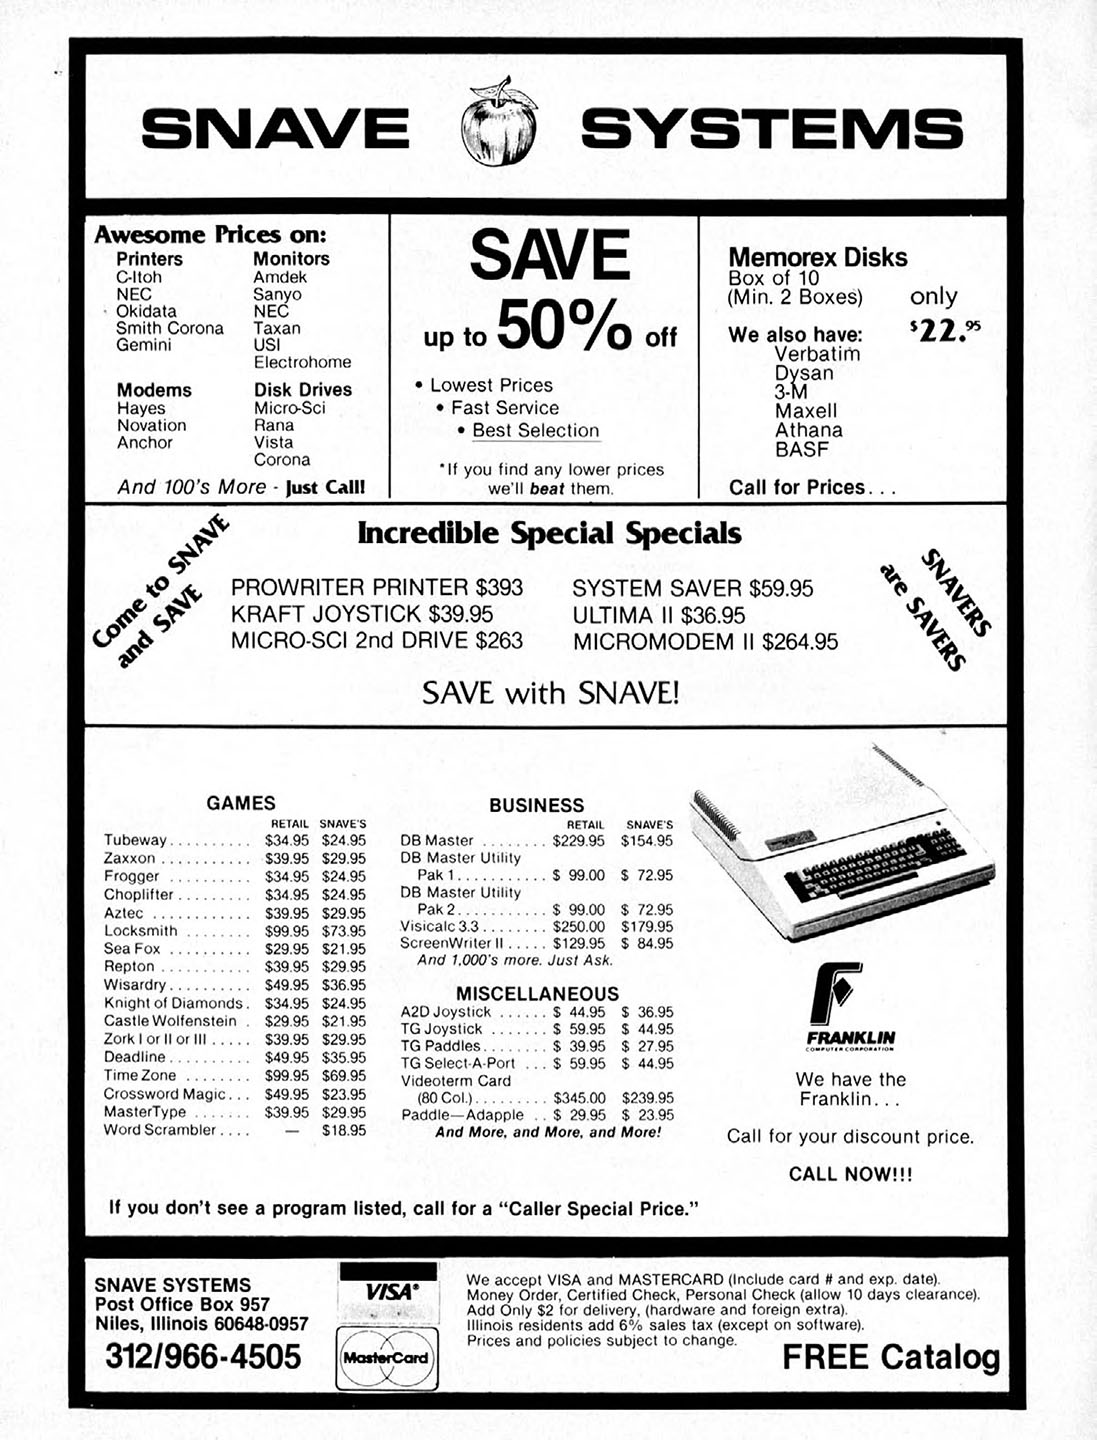 SNAVE SYSTEMS
Awesome Prices on:
Printers
C-Itoh
NEC
Okidata
Smith Corona
Gemini
Monitors
Amdek
Sanyo
NEC
Taxan
USI
Electrohome
Modems
Hayes
Novation
Anchor
Disk Drives
Micro-Sci
Rana
Vista
Corona
And 100's More - Just Call!
SAVE
up to 50% off
• Lowest Prices
• Fast Service
• Best Selection
*If you find any lower prices
we'll beat them.
Memorex Disks
Box of 10
(Min. 2 Boxes) only
$22.95
We also have:
Verbatim
Dysan
3-M
Maxell
Athana
BASF
Call for Prices. . .
Come to SNAVE
and SAVE
Incredible Special Specials
PROWRITER PRINTER $393
KRAFT JOYSTICK $39.95
MICRO-SCI 2nd DRIVE $263
SYSTEM SAVER $59.95
ULTIMA II $36.95
MICROMODEM II $264.95
SNAVERS
are SAVERS
SAVE with SNAVE!
GAMES
RETAIL SNAVE'S
Tubeway . . . . . . . . . $34.95 $24.95
Zaxxon . . . . . . . . . . . $39.95 $29.95
Frogger . . . . . . . . . . $34.95 $24.95
Choplifter . . . . . . . . . $34.95 $24.95
Aztec . . . . . . . . . . . . $39.95 $29.95
Locksmith . . . . . . . . $99.95 $73.95
Sea Fox . . . . . . . . . . $29.95 $21.95
Repton . . . . . . . . . . . $39.95 $29.95
Wisardry . . . . . . . . . . $49.95 $36.95
Knight of Diamonds . $34.95 $24.95
Castle Wolfenstein . $29.95 $21.95
Zork I or II or III . . . . . $39.95 $29.95
Deadline . . . . . . . . . . $49.95 $35.95
Time Zone . . . . . . . . $99.95 $69.95
Crossword Magic . . . $49.95 $23.95
MasterType . . . . . . . $39.95 $29.95
Word Scrambler . . . . — $18.95
BUSINESS
RETAIL SNAVE'S
DB Master . . . . . . . . $229.95 $154.95
DB Master Utility
Pak 1 . . . . . . . . . . . $ 99.00 $ 72.95
DB Master Utility
Pak 2 . . . . . . . . . . . $ 99.00 $ 72.95
Visicalc 3.3 . . . . . . . . $250.00 $179.95
ScreenWriter II . . . . . $129.95 $ 84.95
And 1,000's more. Just Ask.
MISCELLANEOUS
A2D Joystick . . . . . . $ 44.95 $ 36.95
TG Joystick . . . . . . . $ 59.95 $ 44.95
TG Paddles . . . . . . . . $ 39.95 $ 27.95
TG Select-A-Port . . . $ 59.95 $ 44.95
Videoterm Card
(80 Col.) . . . . . . . . . $345.00 $239.95
Paddle—Adapple . . $ 29.95 $ 23.95
And More, and More, and More!
FRANKLIN
COMPUTER CORPORATION
We have the
Franklin. . .
Call for your discount price.
CALL NOW!!!
If you don't see a program listed, call for a "Caller Special Price."
SNAVE SYSTEMS
Post Office Box 957
Niles, Illinois 60648-0957
312/966-4505
VISA®
MasterCard
We accept VISA and MASTERCARD (Include card # and exp. date).
Money Order, Certified Check, Personal Check (allow 10 days clearance).
Add Only $2 for delivery, (hardware and foreign extra).
Illinois residents add 6% sales tax (except on software).
Prices and policies subject to change.
FREE Catalog